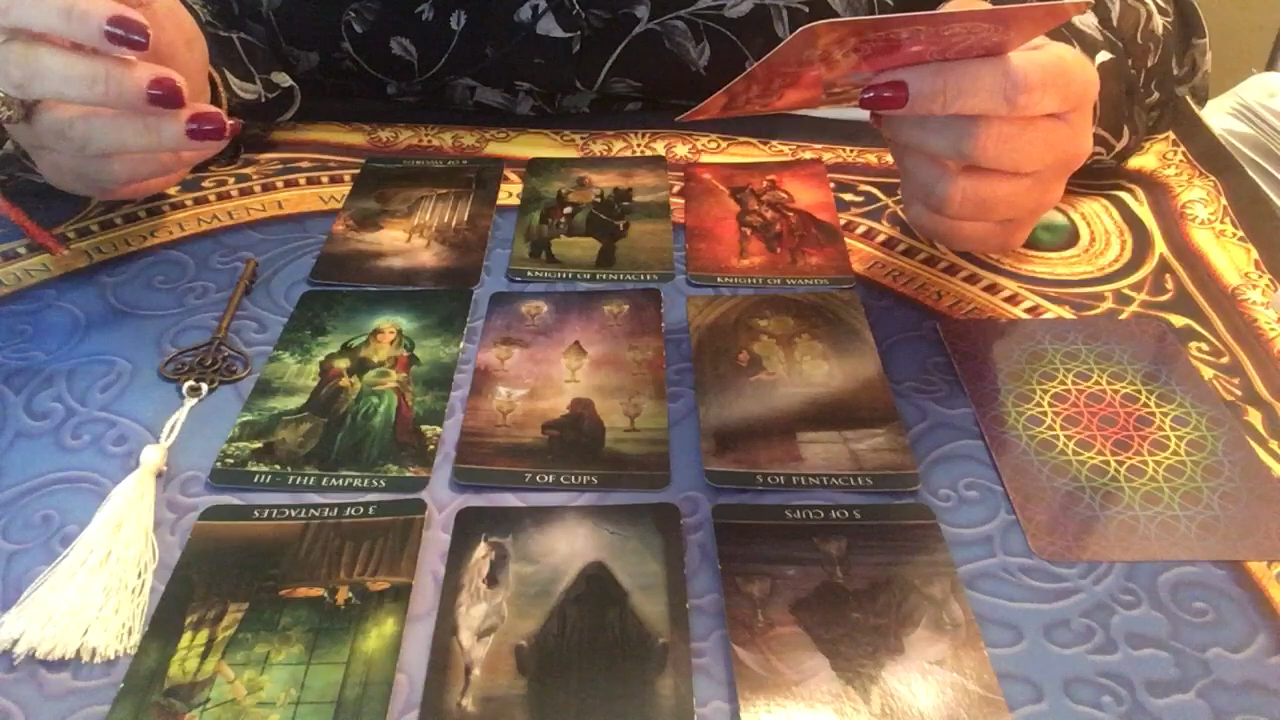 UN JUDGEMENT W
PRIESTE
KNIGHT OF PENTACLES
KNIGHT OF WANDS
III - THE EMPRESS
7 OF CUPS
5 OF PENTACLES
3 OF PENTACLES
5 OF CUPS